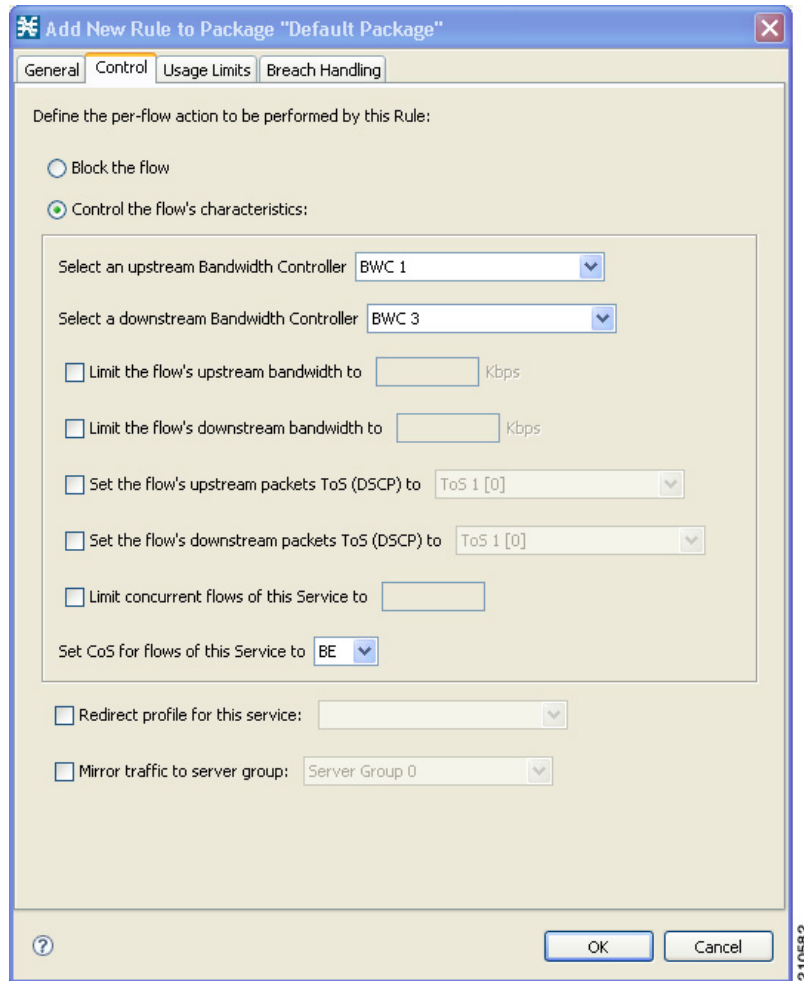 Add New Rule to Package "Default Package"
General Control Usage Limits Breach Handling
Define the per-flow action to be performed by this Rule:
Block the flow
Control the flow's characteristics:
Select an upstream Bandwidth Controller BWC 1
Select a downstream Bandwidth Controller BWC 3
Limit the flow's upstream bandwidth to Kbps
Limit the flow's downstream bandwidth to Kbps
Set the flow's upstream packets ToS (DSCP) to ToS 1 [0]
Set the flow's downstream packets ToS (DSCP) to ToS 1 [0]
Limit concurrent flows of this Service to
Set CoS for flows of this Service to BE
Redirect profile for this service:
Mirror traffic to server group: Server Group 0
? OK Cancel
210582